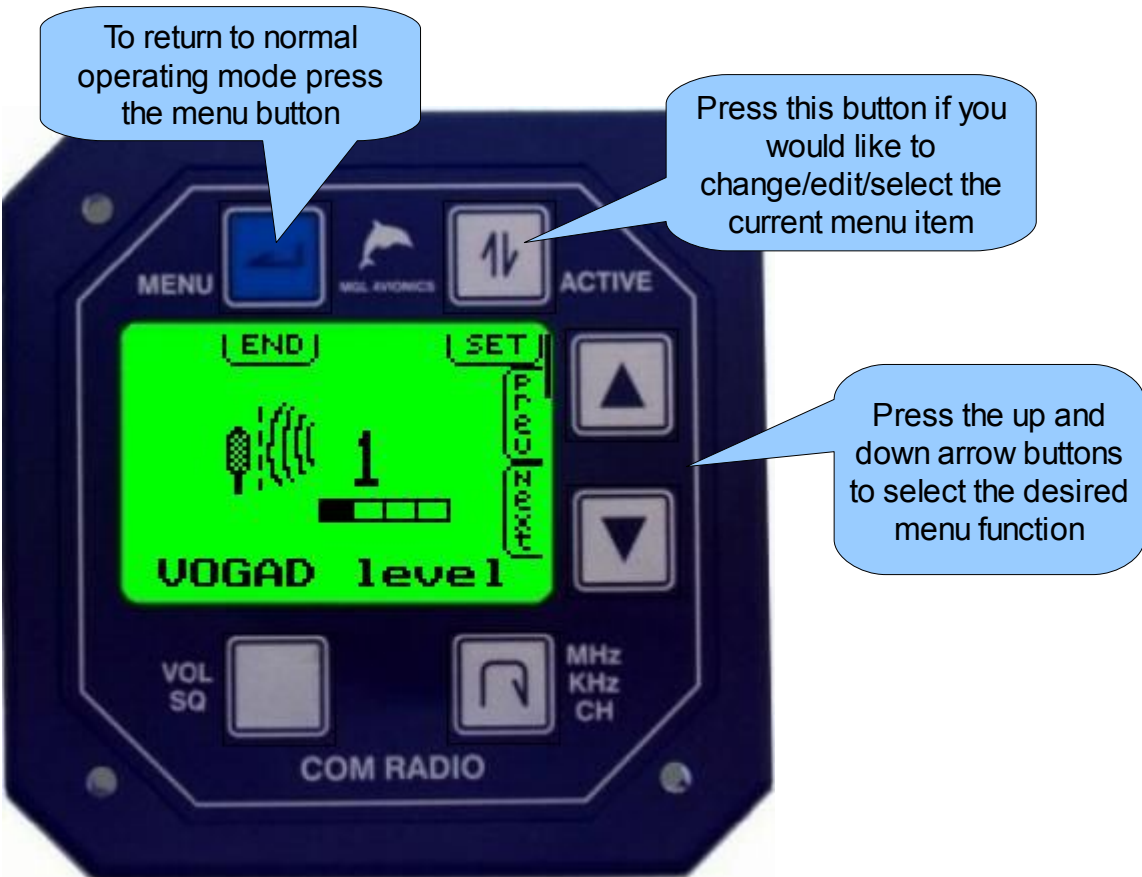 To return to normal
operating mode press
the menu button
Press this button if you
would like to
change/edit/select the
current menu item
MENU
MGL AVIONICS
ACTIVE
END
SET
Prev
Next
1
VOGAD level
Press the up and
down arrow buttons
to select the desired
menu function
VOL
SQ
MHz
KHz
CH
COM RADIO